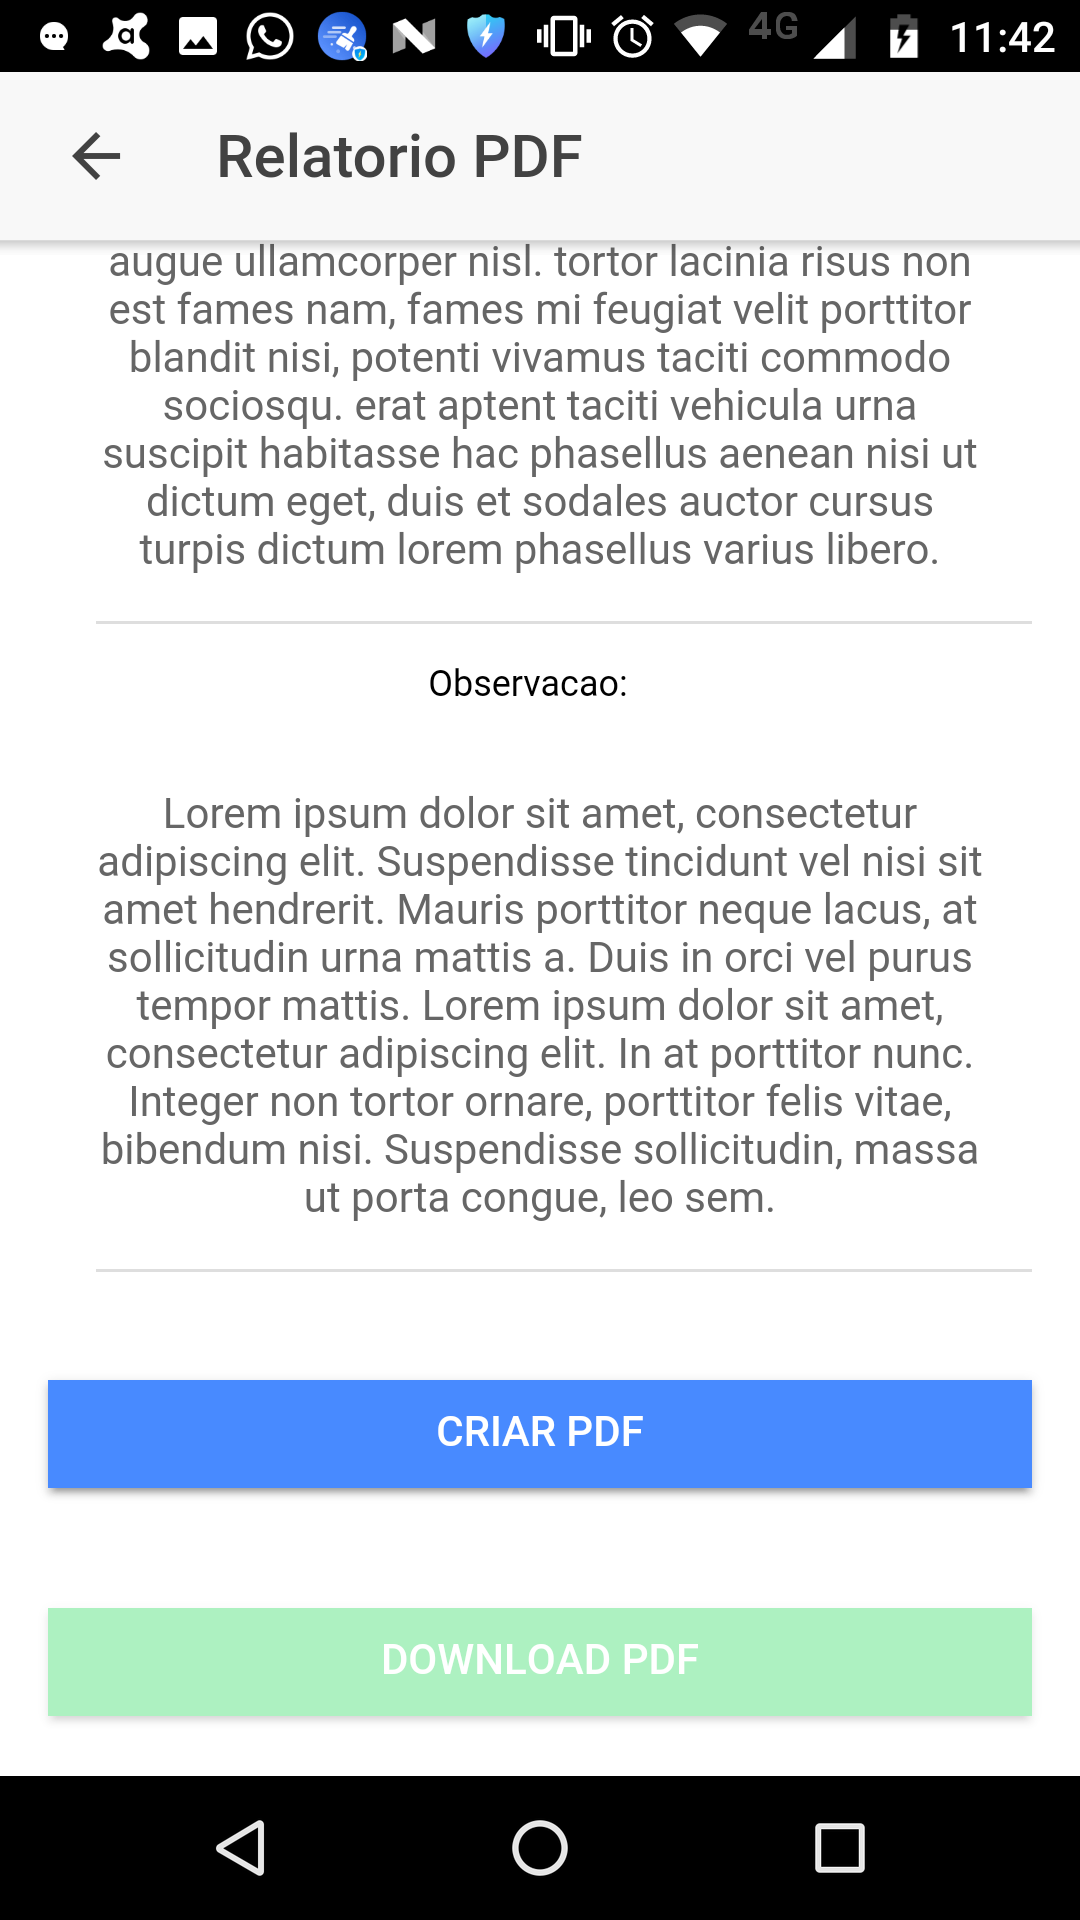 4G 11:42
Relatorio PDF
augue ullamcorper nisl. tortor lacinia risus non
est fames nam, fames mi feugiat velit porttitor
blandit nisi, potenti vivamus taciti commodo
sociosqu. erat aptent taciti vehicula urna
suscipit habitasse hac phasellus aenean nisi ut
dictum eget, duis et sodales auctor cursus
turpis dictum lorem phasellus varius libero.
Observacao:
Lorem ipsum dolor sit amet, consectetur
adipiscing elit. Suspendisse tincidunt vel nisi sit
amet hendrerit. Mauris porttitor neque lacus, at
sollicitudin urna mattis a. Duis in orci vel purus
tempor mattis. Lorem ipsum dolor sit amet,
consectetur adipiscing elit. In at porttitor nunc.
Integer non tortor ornare, porttitor felis vitae,
bibendum nisi. Suspendisse sollicitudin, massa
ut porta congue, leo sem.
CRIAR PDF
DOWNLOAD PDF